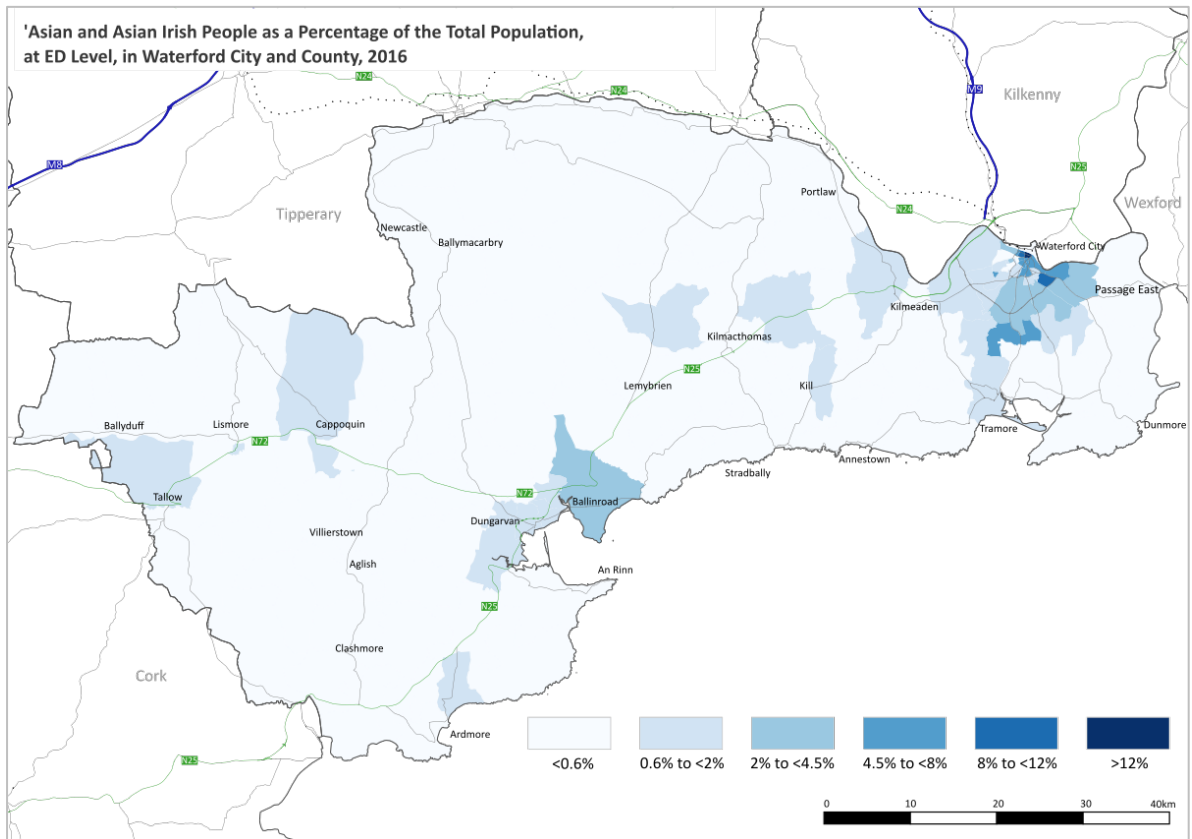 'Asian and Asian Irish People as a Percentage of the Total Population,
at ED Level, in Waterford City and County, 2016
N24
N24
M9
Kilkenny
M8
N25
Portlaw
Wexford
N24
Tipperary
Newcastle
Ballymacarbry
Waterford City
Passage East
Kilmeaden
Kilmacthomas
N25
Lemybrien
Kill
Ballyduff
Lismore
Cappoquin
N72
Tramore
Dunmore
Annestown
Stradbally
Tallow
N72
Ballinroad
Dungarvan
Villierstown
Aglish
An Rinn
N25
Clashmore
Cork
Ardmore
N25
<0.6%
0.6% to <2%
2% to <4.5%
4.5% to <8%
8% to <12%
>12%
0 10 20 30 40km